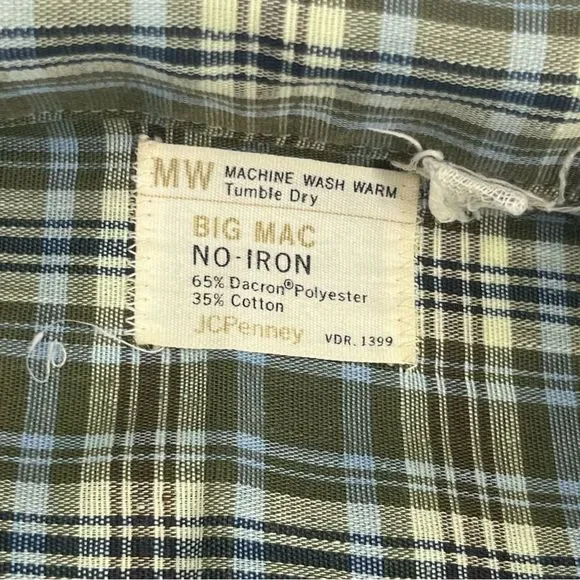 MW MACHINE WASH WARM
Tumble Dry
BIG MAC
NO-IRON
65% Dacron® Polyester
35% Cotton
JCPenney VDR. 1399